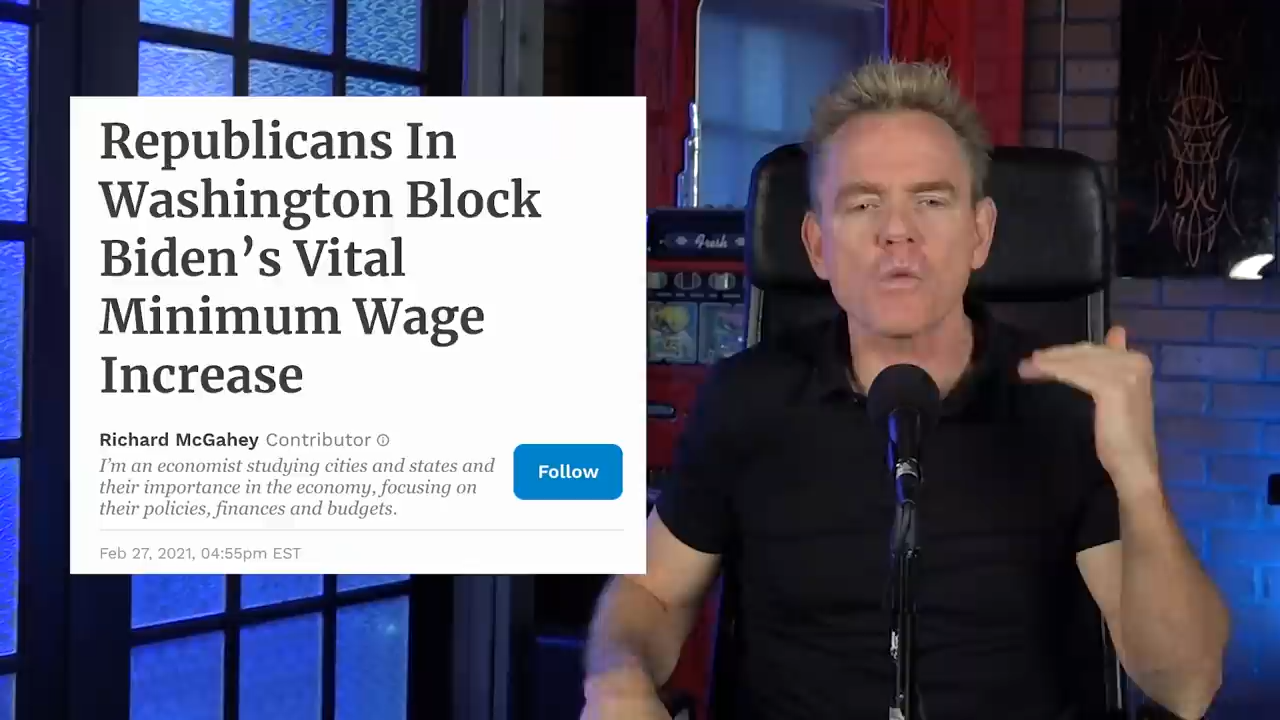 Republicans In
Washington Block
Biden’s Vital
Minimum Wage
Increase
Richard McGahey Contributor
I’m an economist studying cities and states and
their importance in the economy, focusing on
their policies, finances and budgets.
Follow
Feb 27, 2021, 04:55pm EST
Fresh